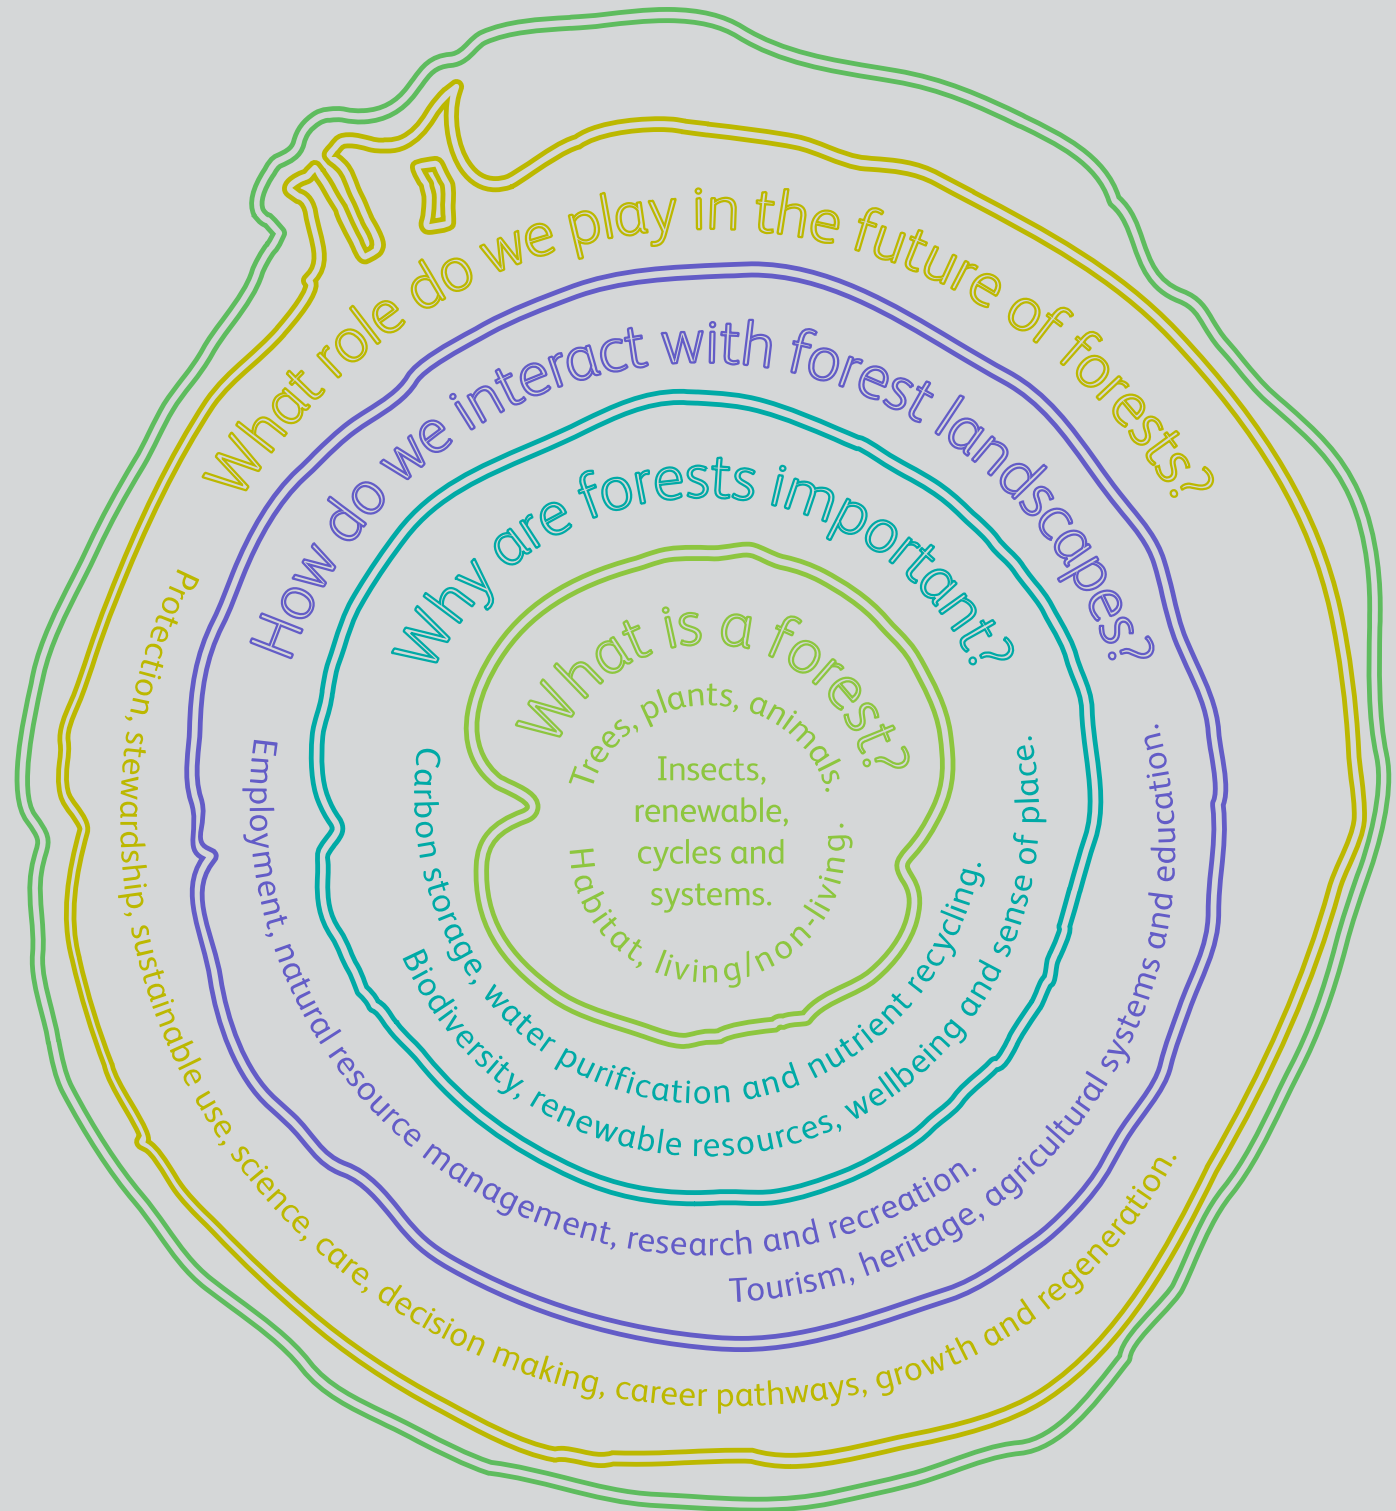 What role do we play in the future of forests?
Protection, stewardship, sustainable use, science, care, decision making, career pathways, growth and regeneration.
How do we interact with forest landscapes?
Employment, natural resource management, research and recreation.
Tourism, heritage, agricultural systems and education.
Why are forests important?
Carbon storage, water purification and nutrient recycling.
Biodiversity, renewable resources, wellbeing and sense of place.
What is a forest?
Trees, plants, animals.
Insects,
renewable,
cycles and
systems.
Habitat, living/non-living.